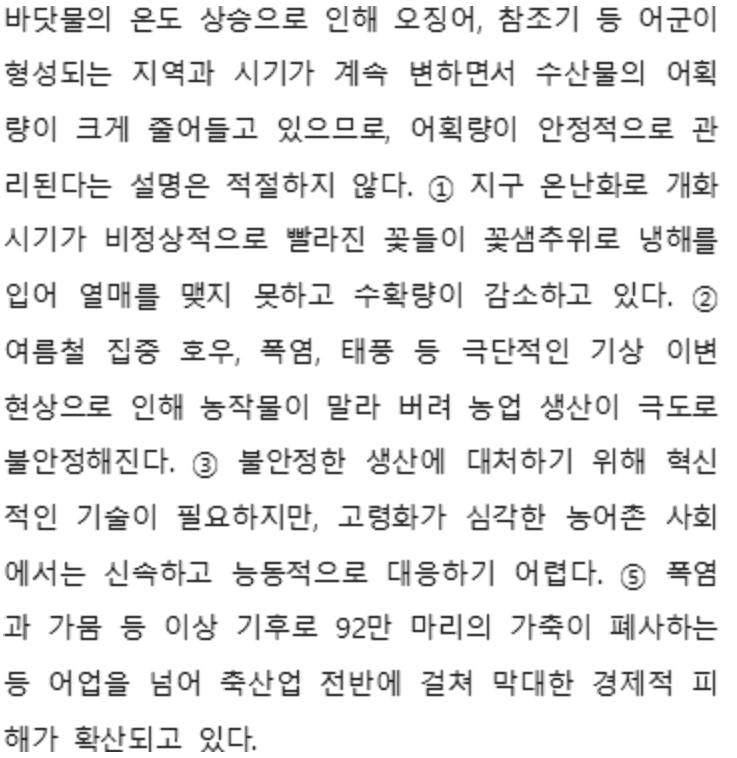 바닷물의 온도 상승으로 인해 오징어, 참조기 등 어군이
형성되는 지역과 시기가 계속 변하면서 수산물의 어획
량이 크게 줄어들고 있으므로, 어획량이 안정적으로 관
리된다는 설명은 적절하지 않다. ① 지구 온난화로 개화
시기가 비정상적으로 빨라진 꽃들이 꽃샘추위로 냉해를
입어 열매를 맺지 못하고 수확량이 감소하고 있다. ②
여름철 집중 호우, 폭염, 태풍 등 극단적인 기상 이변
현상으로 인해 농작물이 말라 버려 농업 생산이 극도로
불안정해진다. ③ 불안정한 생산에 대처하기 위해 혁신
적인 기술이 필요하지만, 고령화가 심각한 농어촌 사회
에서는 신속하고 능동적으로 대응하기 어렵다. ⑤ 폭염
과 가뭄 등 이상 기후로 92만 마리의 가축이 폐사하는
등 어업을 넘어 축산업 전반에 걸쳐 막대한 경제적 피
해가 확산되고 있다.